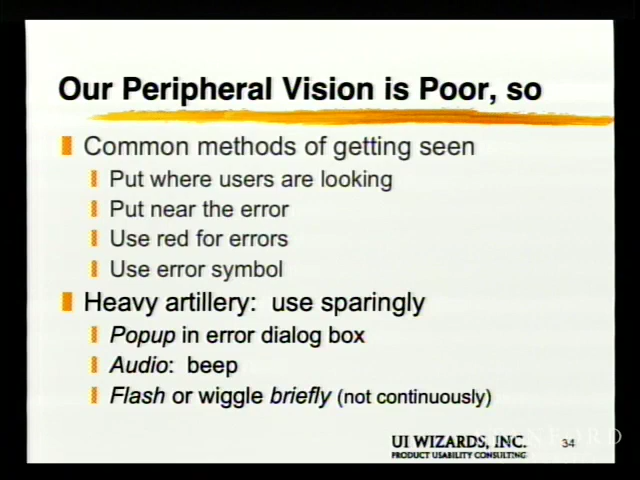 Our Peripheral Vision is Poor, so
Common methods of getting seen
Put where users are looking
Put near the error
Use red for errors
Use error symbol
Heavy artillery: use sparingly
Popup in error dialog box
Audio: beep
Flash or wiggle briefly (not continuously)
UI WIZARDS, INC.
PRODUCT USABILITY CONSULTING
34